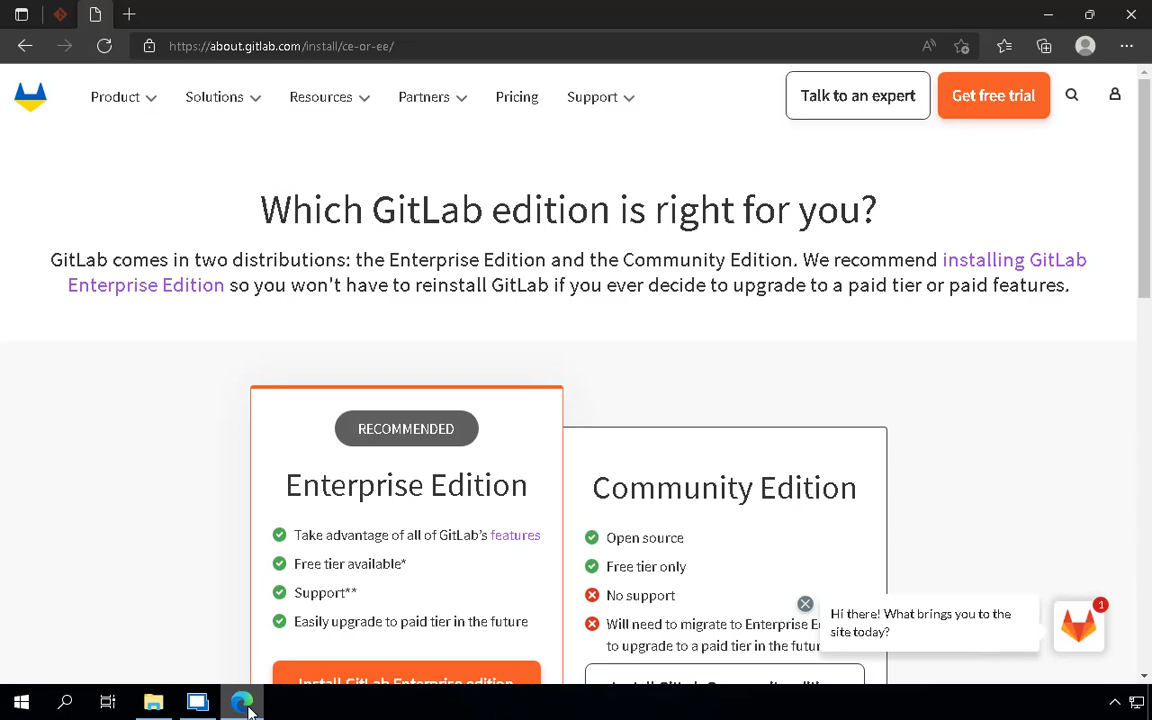 https://about.gitlab.com/install/ce-or-ee/
Product
Solutions
Resources
Partners
Pricing
Support
Talk to an expert
Get free trial
Which GitLab edition is right for you?
GitLab comes in two distributions: the Enterprise Edition and the Community Edition. We recommend installing GitLab
Enterprise Edition so you won't have to reinstall GitLab if you ever decide to upgrade to a paid tier or paid features.
RECOMMENDED
Enterprise Edition
Take advantage of all of GitLab's features
Free tier available*
Support**
Easily upgrade to paid tier in the future
Install GitLab Enterprise edition
Community Edition
Open source
Free tier only
No support
Will need to migrate to Enterprise
to upgrade to a paid tier in the
Hi there! What brings you to the
site today?
1